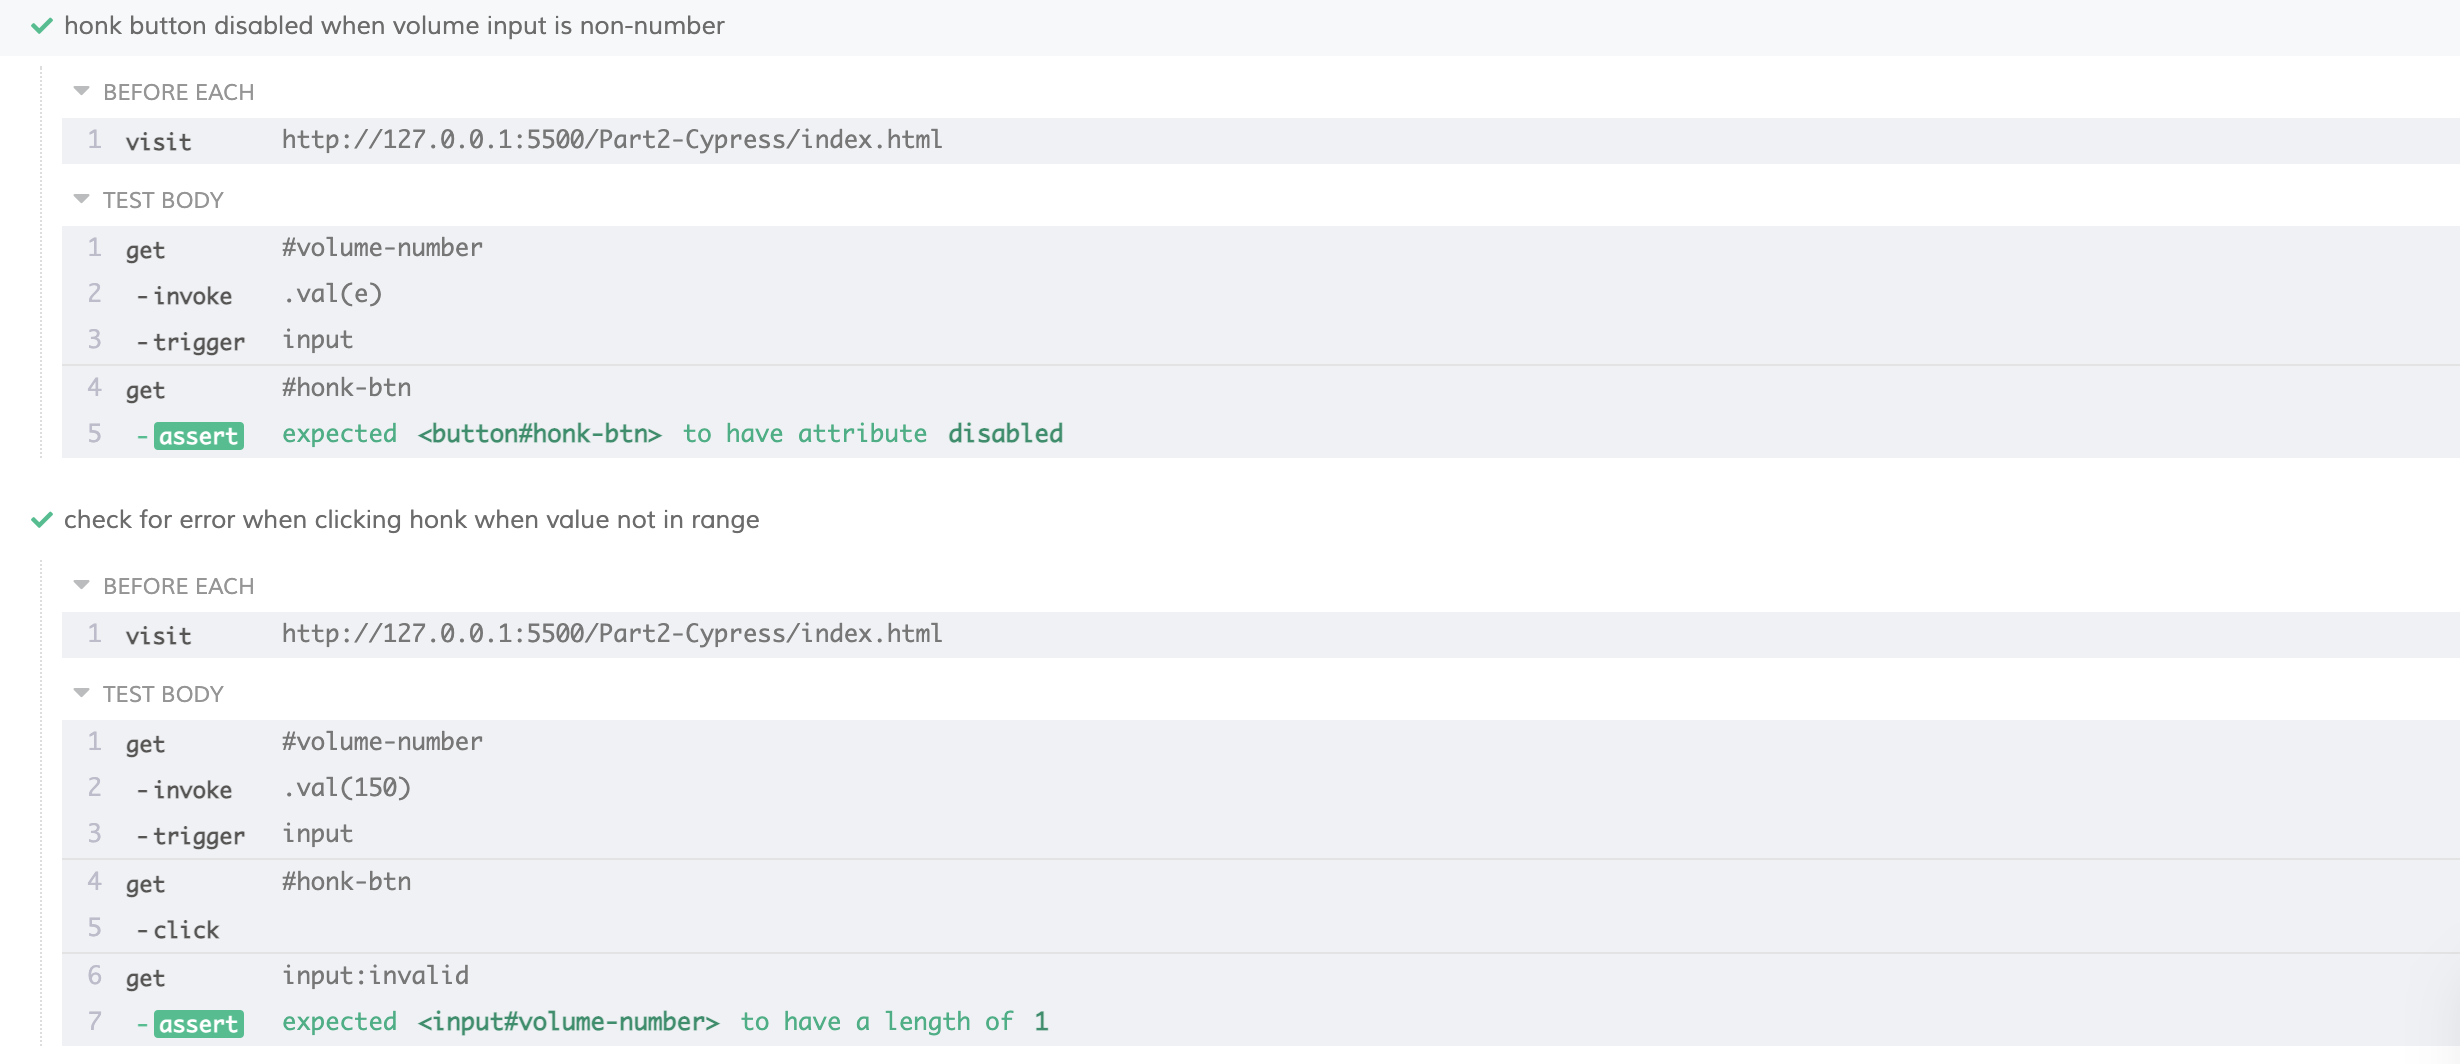 honk button disabled when volume input is non-number
BEFORE EACH
1 visit http://127.0.0.1:5500/Part2-Cypress/index.html
TEST BODY
1 get #volume-number
2 -invoke .val(e)
3 -trigger input
4 get #honk-btn
5 -assert expected <button#honk-btn> to have attribute disabled
check for error when clicking honk when value not in range
BEFORE EACH
1 visit http://127.0.0.1:5500/Part2-Cypress/index.html
TEST BODY
1 get #volume-number
2 -invoke .val(150)
3 -trigger input
4 get #honk-btn
5 -click
6 get input:invalid
7 -assert expected <input#volume-number> to have a length of 1